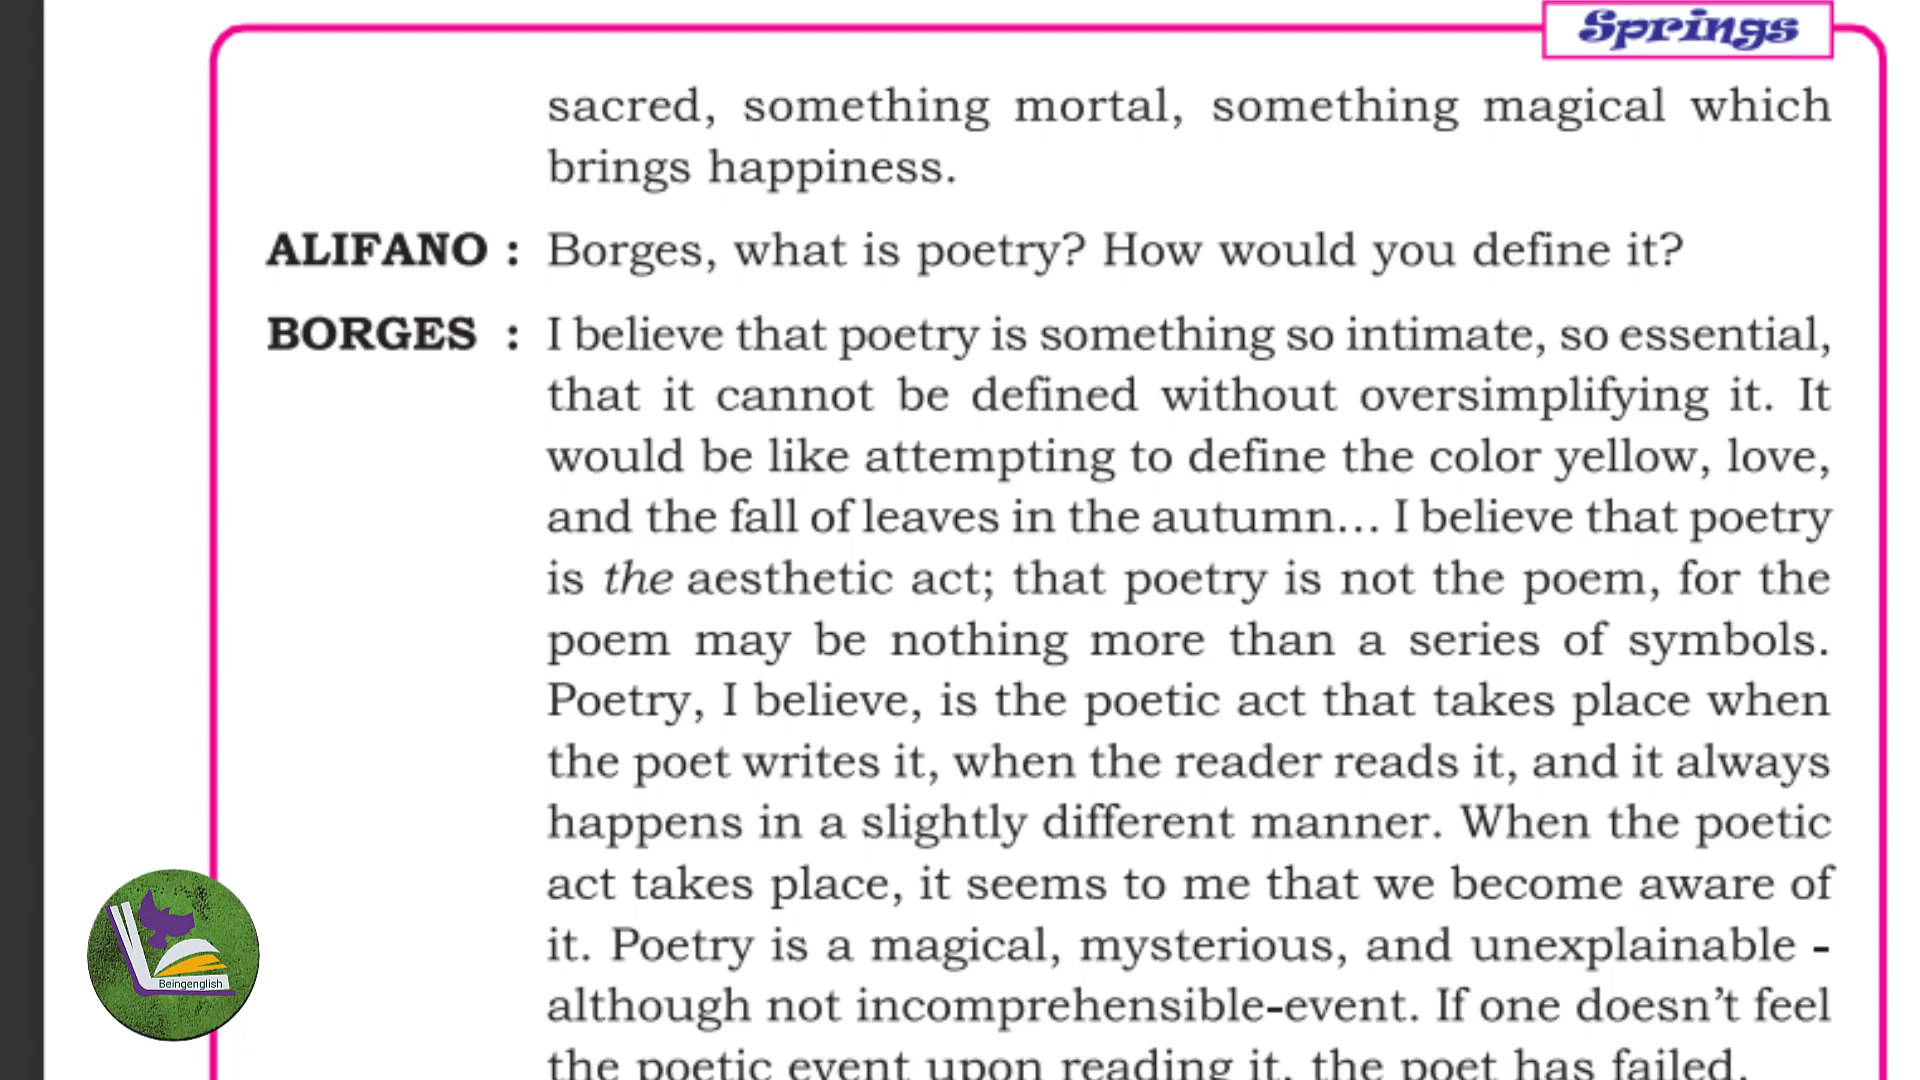 Springs
sacred, something mortal, something magical which
brings happiness.
ALIFANO : Borges, what is poetry? How would you define it?
BORGES : I believe that poetry is something so intimate, so essential,
that it cannot be defined without oversimplifying it. It
would be like attempting to define the color yellow, love,
and the fall of leaves in the autumn... I believe that poetry
is the aesthetic act; that poetry is not the poem, for the
poem may be nothing more than a series of symbols.
Poetry, I believe, is the poetic act that takes place when
the poet writes it, when the reader reads it, and it always
happens in a slightly different manner. When the poetic
act takes place, it seems to me that we become aware of
it. Poetry is a magical, mysterious, and unexplainable -
although not incomprehensible-event. If one doesn’t feel
the poetic event upon reading it, the poet has failed.
Beingenglish